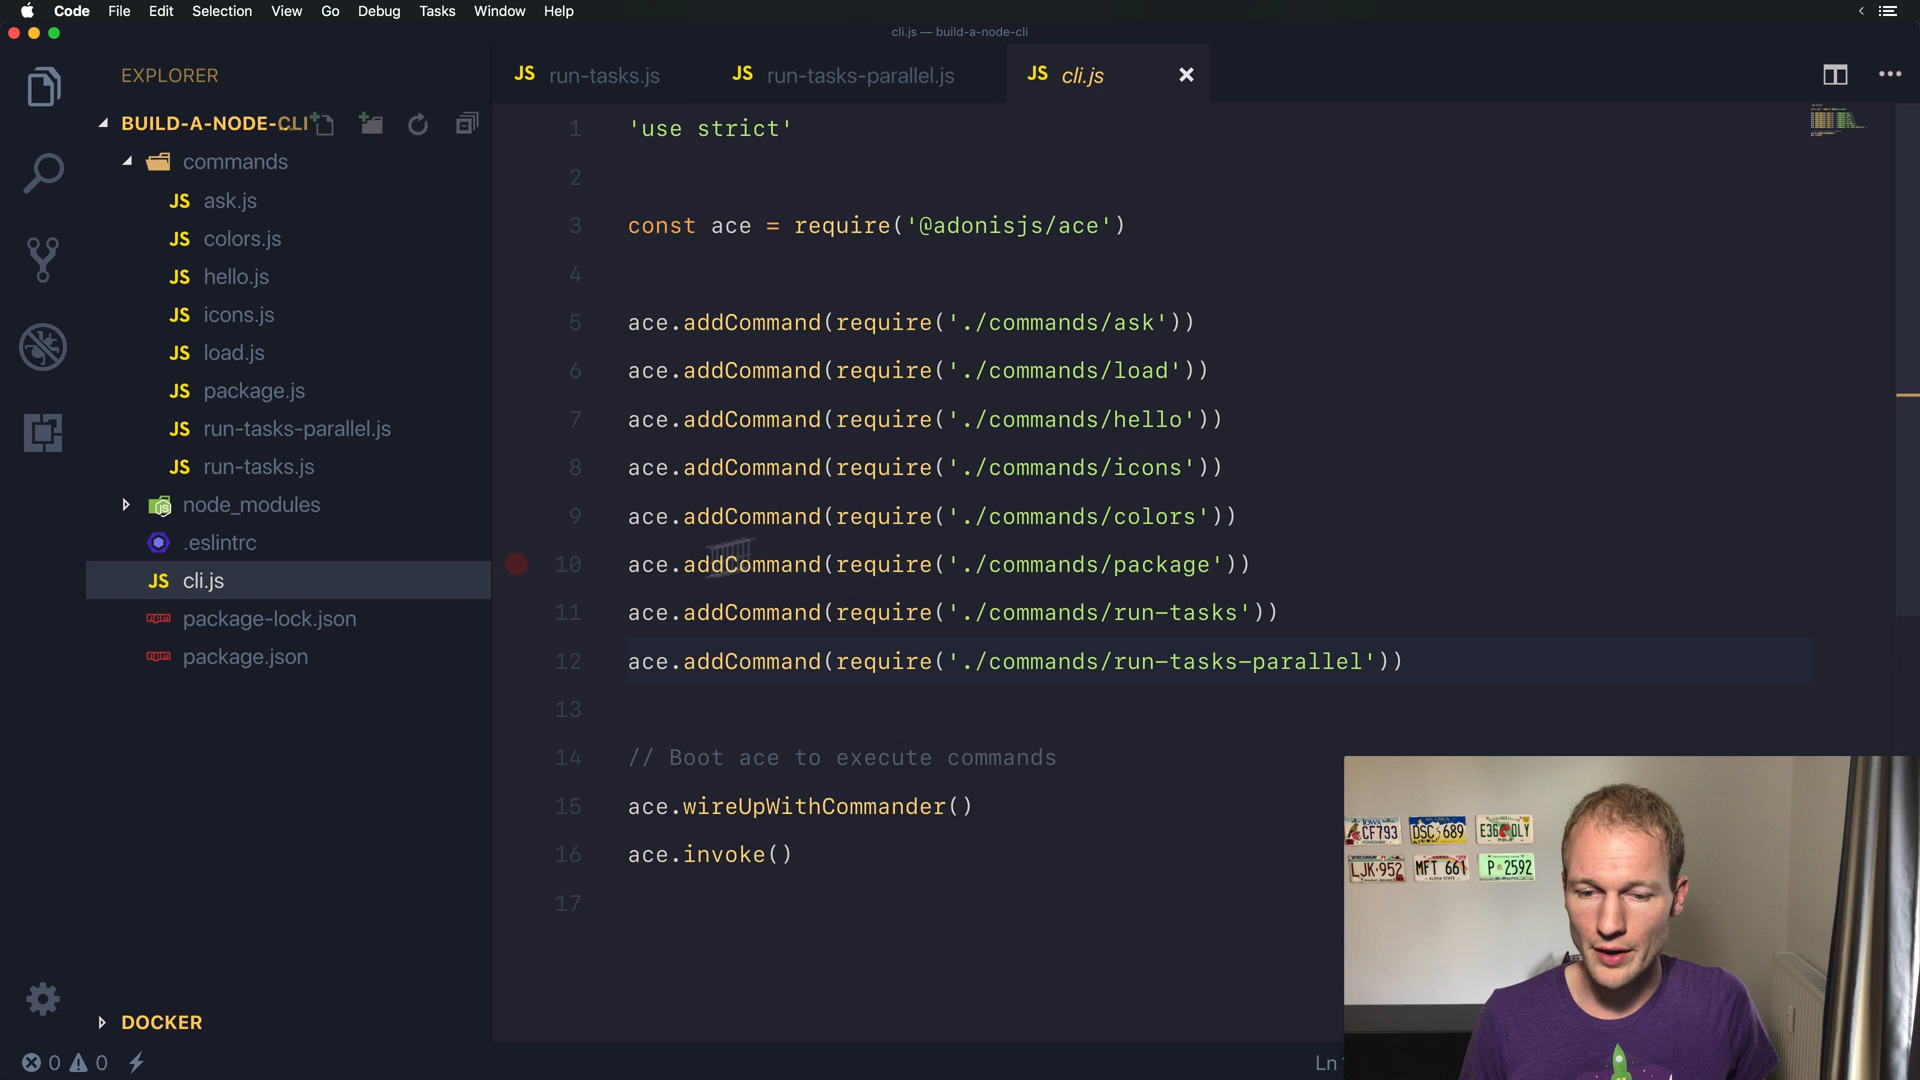 Code File Edit Selection View Go Debug Tasks Window Help
cli.js — build-a-node-cli
EXPLORER
BUILD-A-NODE-CLI
commands
JS ask.js
JS colors.js
JS hello.js
JS icons.js
JS load.js
JS package.js
JS run-tasks-parallel.js
JS run-tasks.js
node_modules
.eslintrc
JS cli.js
package-lock.json
package.json
DOCKER
0 0
JS run-tasks.js JS run-tasks-parallel.js JS cli.js
1 'use strict'
2
3 const ace = require('@adonisjs/ace')
4
5 ace.addCommand(require('./commands/ask'))
6 ace.addCommand(require('./commands/load'))
7 ace.addCommand(require('./commands/hello'))
8 ace.addCommand(require('./commands/icons'))
9 ace.addCommand(require('./commands/colors'))
10 ace.addCommand(require('./commands/package'))
11 ace.addCommand(require('./commands/run-tasks'))
12 ace.addCommand(require('./commands/run-tasks-parallel'))
13
14 // Boot ace to execute commands
15 ace.wireUpWithCommander()
16 ace.invoke()
17
Ln
IOWA
CF793 DSC 689 E36 DLY
WISCONSIN
LJK 952 MFT 661 P 2592
ALOHA STATE